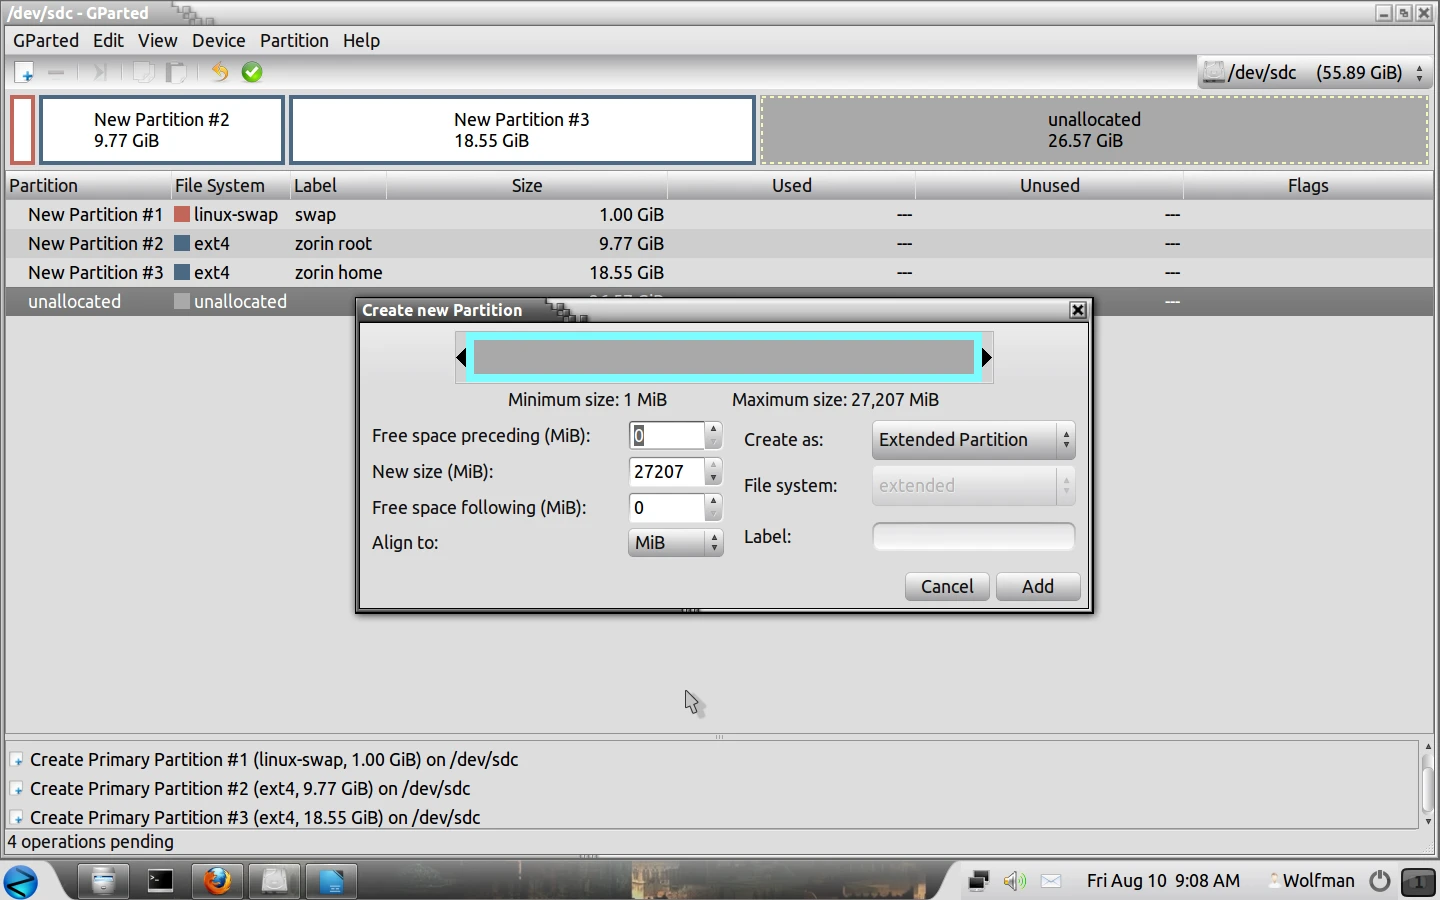 /dev/sdc - GParted
GParted Edit View Device Partition Help
/dev/sdc (55.89 GiB)
New Partition #2
9.77 GiB
New Partition #3
18.55 GiB
unallocated
26.57 GiB
Partition File System Label Size Used Unused Flags
New Partition #1 linux-swap swap 1.00 GiB --- ---
New Partition #2 ext4 zorin root 9.77 GiB --- ---
New Partition #3 ext4 zorin home 18.55 GiB --- ---
unallocated unallocated 26.57 GiB ---
Create new Partition
Minimum size: 1 MiB Maximum size: 27,207 MiB
Free space preceding (MiB): 0
Create as: Extended Partition
New size (MiB): 27207
File system: extended
Free space following (MiB): 0
Label:
Align to: MiB
Cancel Add
Create Primary Partition #1 (linux-swap, 1.00 GiB) on /dev/sdc
Create Primary Partition #2 (ext4, 9.77 GiB) on /dev/sdc
Create Primary Partition #3 (ext4, 18.55 GiB) on /dev/sdc
4 operations pending
Fri Aug 10 9:08 AM Wolfman 1